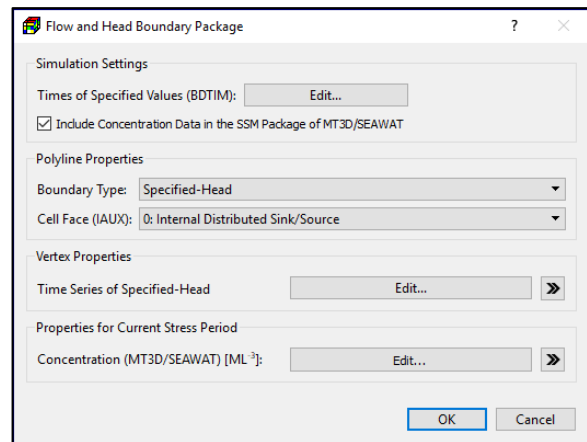 Flow and Head Boundary Package ? ×
Simulation Settings
Times of Specified Values (BDTIM): Edit...
Include Concentration Data in the SSM Package of MT3D/SEAWAT
Polyline Properties
Boundary Type: Specified-Head
Cell Face (IAUX): 0: Internal Distributed Sink/Source
Vertex Properties
Time Series of Specified-Head Edit... »
Properties for Current Stress Period
Concentration (MT3D/SEAWAT) [ML⁻³]: Edit... »
OK Cancel